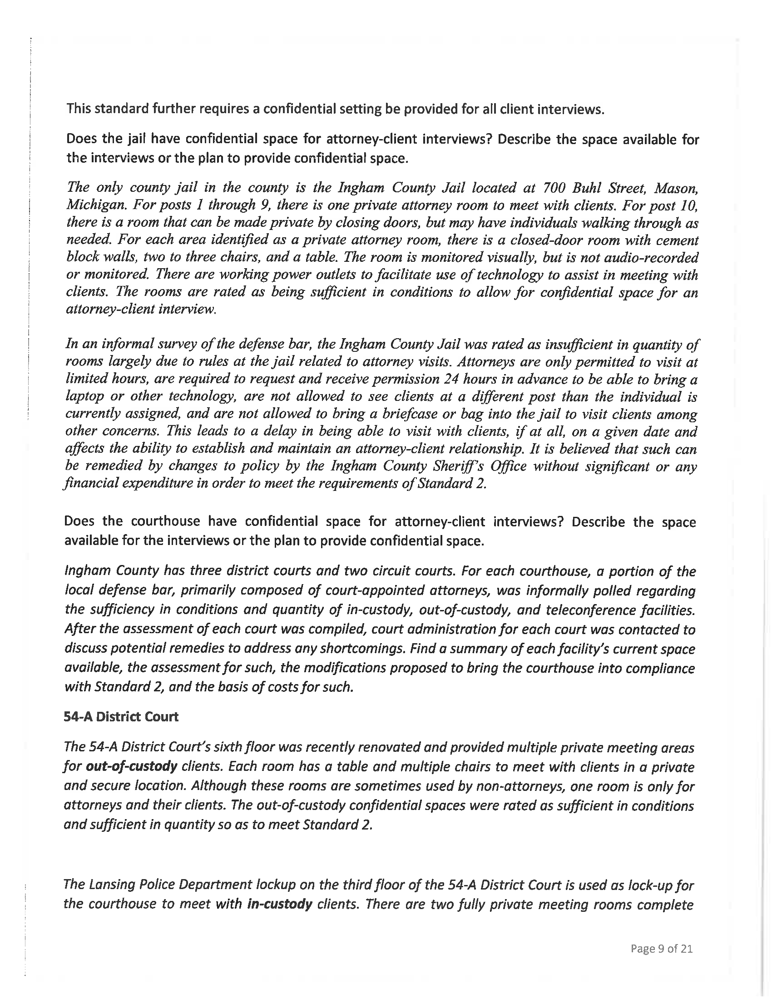 This standard further requires a confidential setting be provided for all client interviews.
Does the jail have confidential space for attorney-client interviews? Describe the space available for
the interviews or the plan to provide confidential space.
The only county jail in the county is the Ingham County Jail located at 700 Buhl Street, Mason,
Michigan. For posts 1 through 9, there is one private attorney room to meet with clients. For post 10,
there is a room that can be made private by closing doors, but may have individuals walking through as
needed. For each area identified as a private attorney room, there is a closed-door room with cement
block walls, two to three chairs, and a table. The room is monitored visually, but is not audio-recorded
or monitored. There are working power outlets to facilitate use of technology to assist in meeting with
clients. The rooms are rated as being sufficient in conditions to allow for confidential space for an
attorney-client interview.
In an informal survey of the defense bar, the Ingham County Jail was rated as insufficient in quantity of
rooms largely due to rules at the jail related to attorney visits. Attorneys are only permitted to visit at
limited hours, are required to request and receive permission 24 hours in advance to be able to bring a
laptop or other technology, are not allowed to see clients at a different post than the individual is
currently assigned, and are not allowed to bring a briefcase or bag into the jail to visit clients among
other concerns. This leads to a delay in being able to visit with clients, if at all, on a given date and
affects the ability to establish and maintain an attorney-client relationship. It is believed that such can
be remedied by changes to policy by the Ingham County Sheriff's Office without significant or any
financial expenditure in order to meet the requirements of Standard 2.
Does the courthouse have confidential space for attorney-client interviews? Describe the space
available for the interviews or the plan to provide confidential space.
Ingham County has three district courts and two circuit courts. For each courthouse, a portion of the
local defense bar, primarily composed of court-appointed attorneys, was informally polled regarding
the sufficiency in conditions and quantity of in-custody, out-of-custody, and teleconference facilities.
After the assessment of each court was compiled, court administration for each court was contacted to
discuss potential remedies to address any shortcomings. Find a summary of each facility's current space
available, the assessment for such, the modifications proposed to bring the courthouse into compliance
with Standard 2, and the basis of costs for such.
54-A District Court
The 54-A District Court's sixth floor was recently renovated and provided multiple private meeting areas
for out-of-custody clients. Each room has a table and multiple chairs to meet with clients in a private
and secure location. Although these rooms are sometimes used by non-attorneys, one room is only for
attorneys and their clients. The out-of-custody confidential spaces were rated as sufficient in conditions
and sufficient in quantity so as to meet Standard 2.
The Lansing Police Department lockup on the third floor of the 54-A District Court is used as lock-up for
the courthouse to meet with in-custody clients. There are two fully private meeting rooms complete
Page 9 of 21